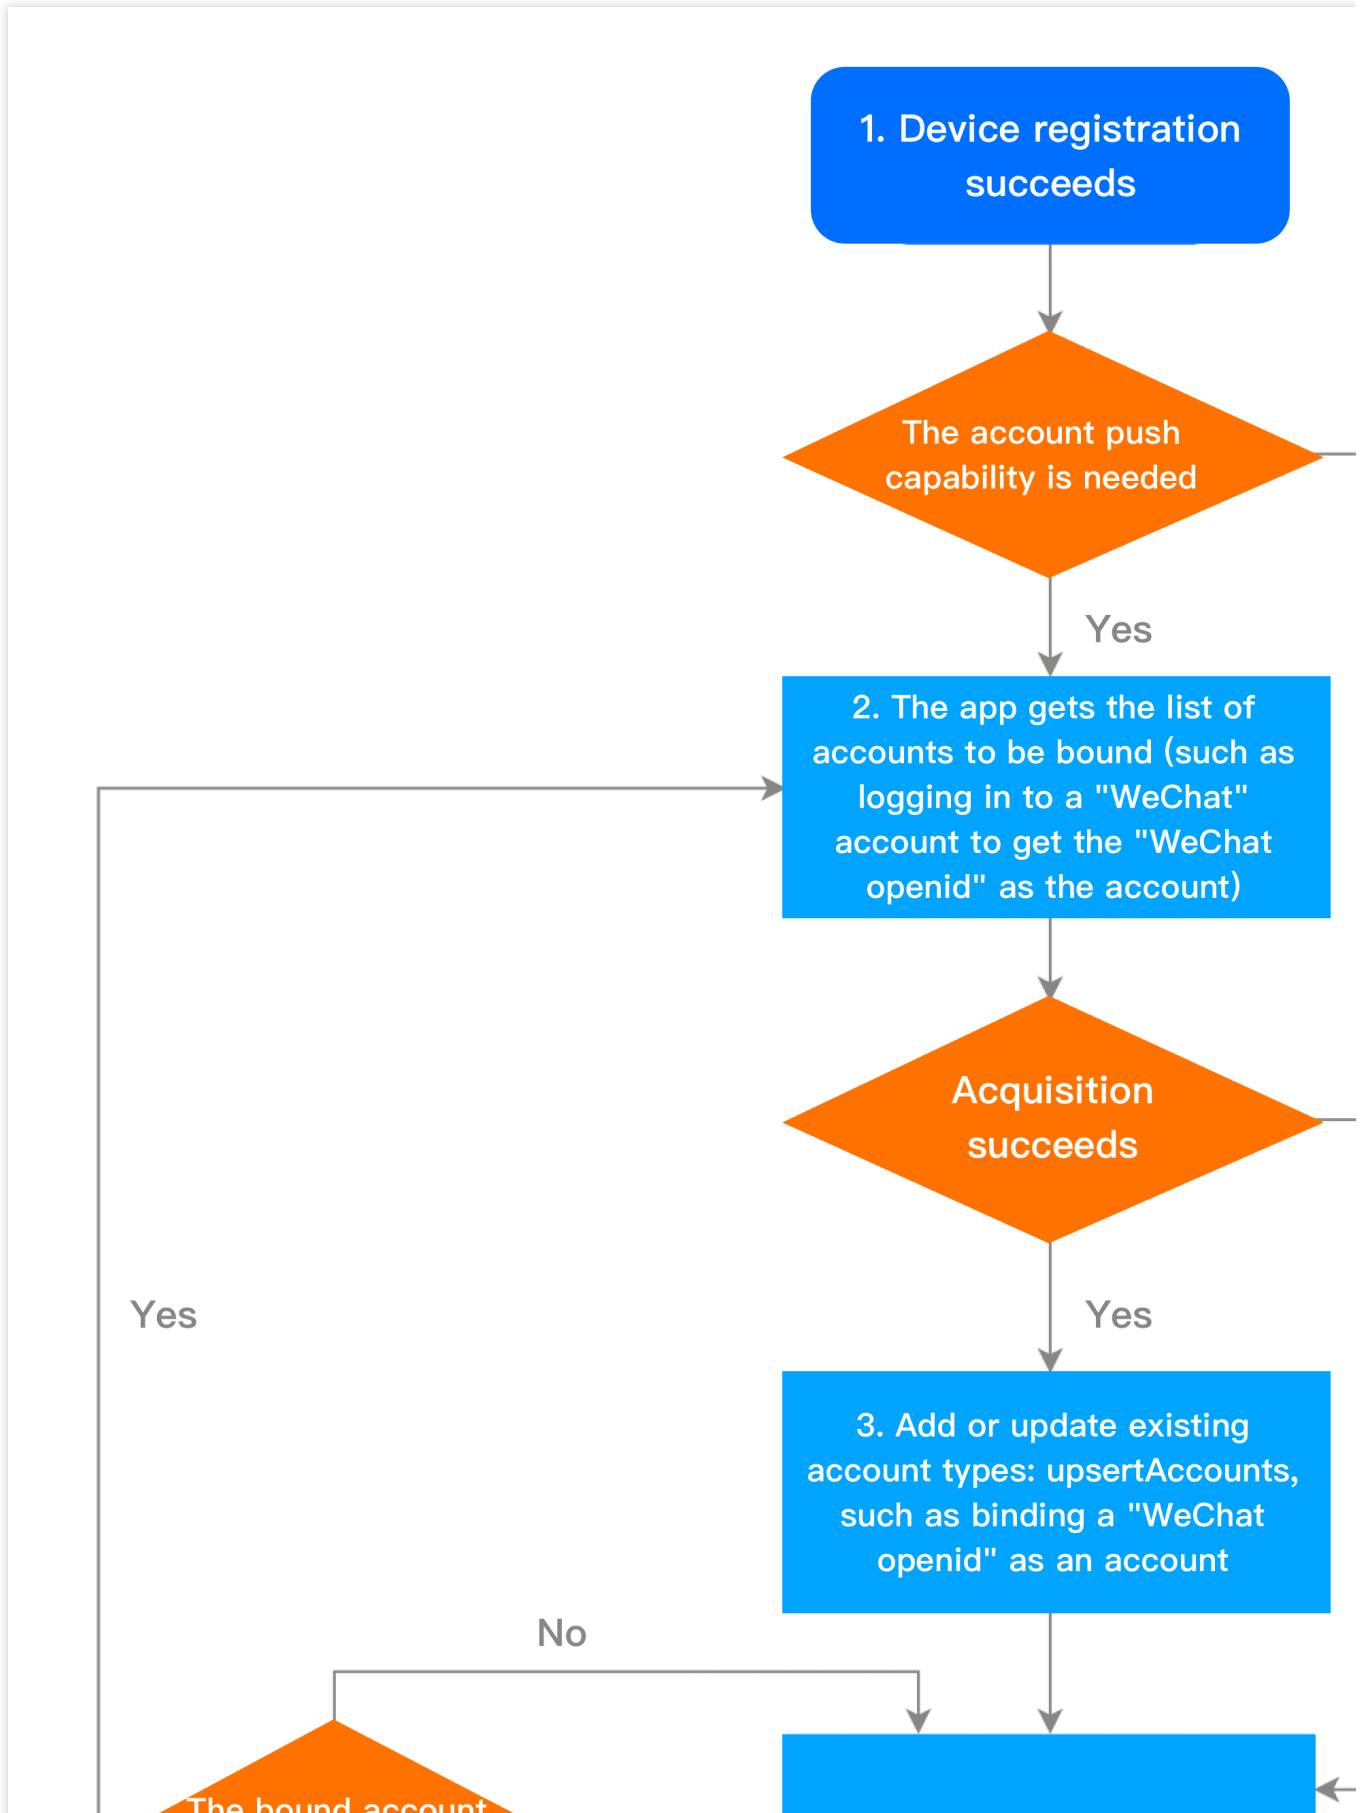 1. Device registration
succeeds
The account push
capability is needed
Yes
2. The app gets the list of
accounts to be bound (such as
logging in to a "WeChat"
account to get the "WeChat
openid" as the account)
Acquisition
succeeds
Yes
Yes
3. Add or update existing
account types: upsertAccounts,
such as binding a "WeChat
openid" as an account
No
The bound account